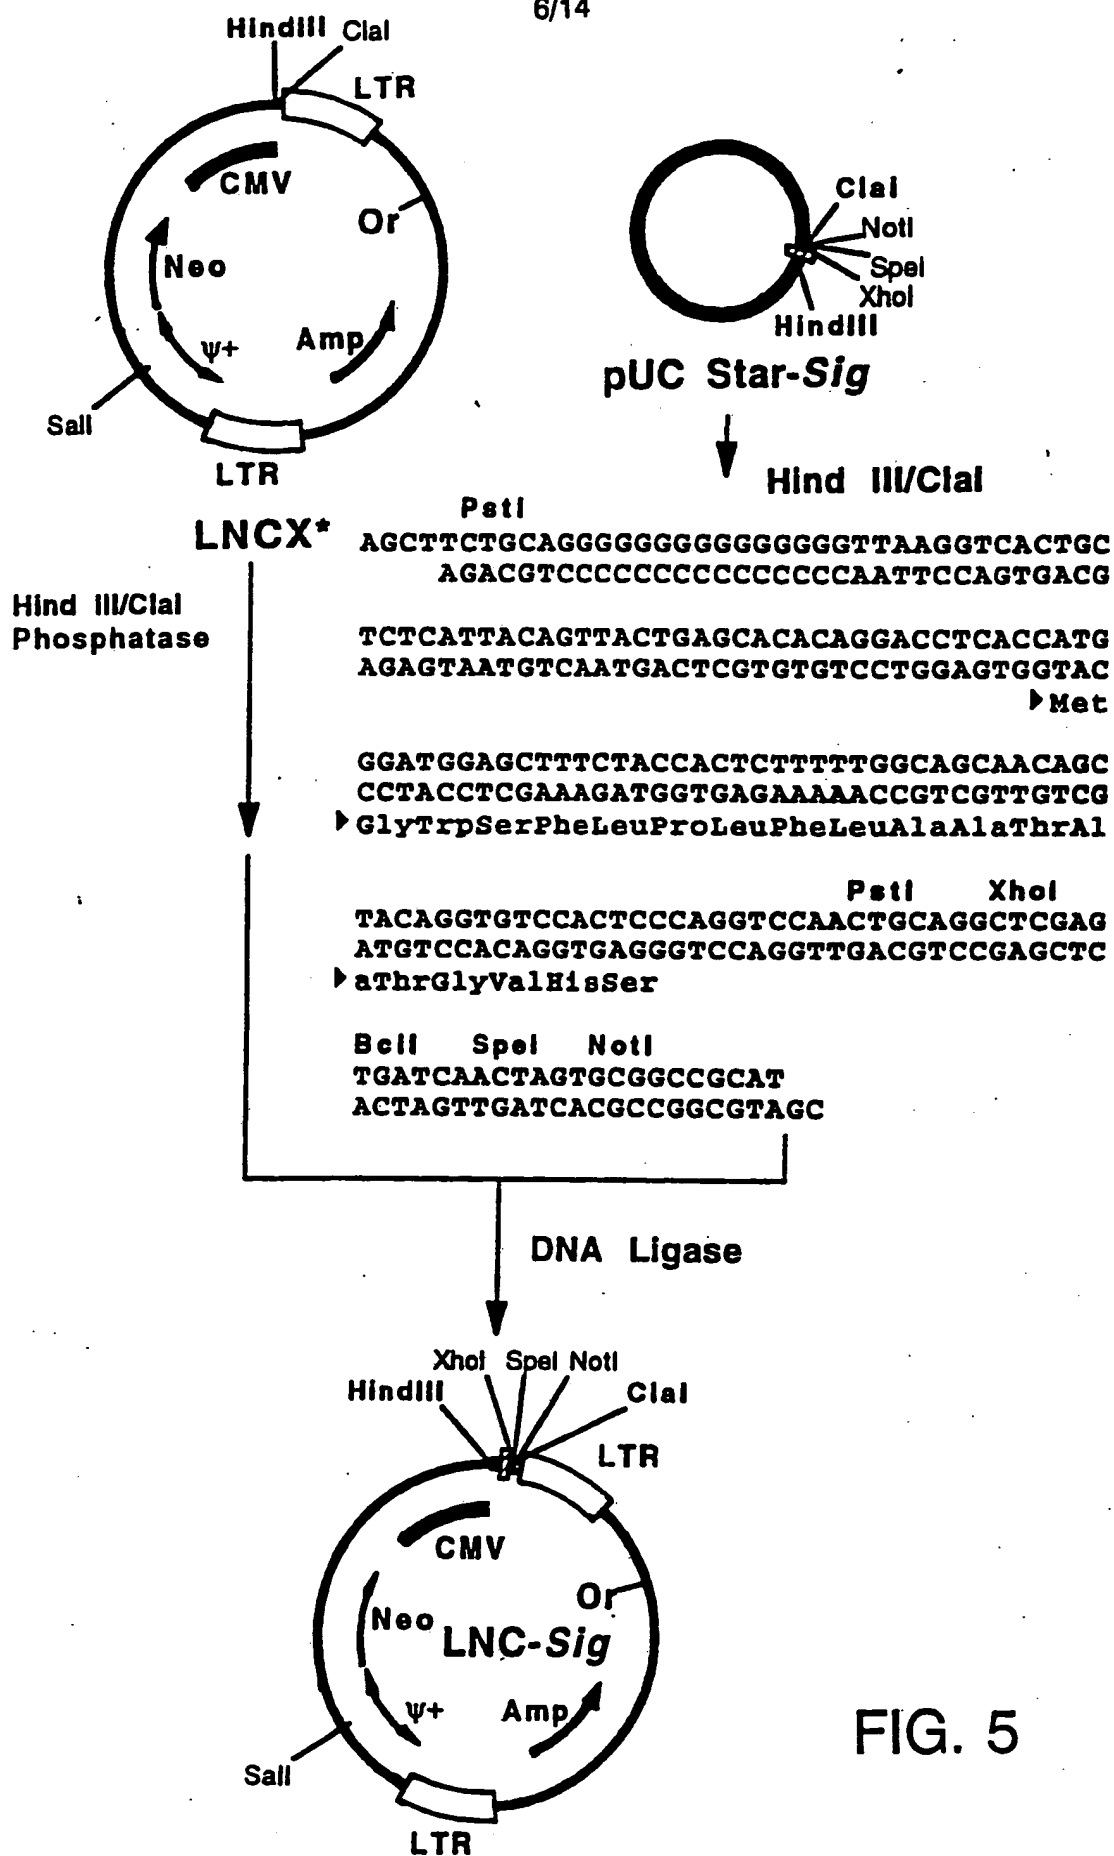 6/14
HindIII ClaI
LTR
CMV
Or
Neo
Amp
ψ+
SalI
LTR
LNCX*
ClaI
NotI
SpeI
XhoI
HindIII
pUC Star-Sig
Hind III/ClaI
Hind III/ClaI
Phosphatase
PstI
AGCTTCTGCAGGGGGGGGGGGGGGGTTAAGGTCACTGC
AGACGTCCCCCCCCCCCCCCCAATTCCAGTGACG
TCTCATTACAGTTACTGAGCACACAGGACCTCACCATG
AGAGTAATGTCAATGACTCGTGTGTCCTGGAGTGGTAC
Met
GGATGGAGCTTTCTACCACTCTTTTTGGCAGCAACAGC
CCTACCTCGAAAGATGGTGAGAAAAACCGTCGTTGTCG
GlyTrpSerPheLeuProLeuPheLeuAlaAlaThrAl
PstI XhoI
TACAGGTGTCCACTCCCAGGTCCAACTGCAGGCTCGAG
ATGTCCACAGGTGAGGGTCCAGGTTGACGTCCGAGCTC
aThrGlyValHisSer
BclI SpeI NotI
TGATCAACTAGTGCGGCCGCAT
ACTAGTTGATCACGCCGGCGTAGC
DNA Ligase
XhoI SpeI NotI
HindIII ClaI
LTR
CMV
Or
Neo
LNC-Sig
ψ+
Amp
SalI
LTR
FIG. 5